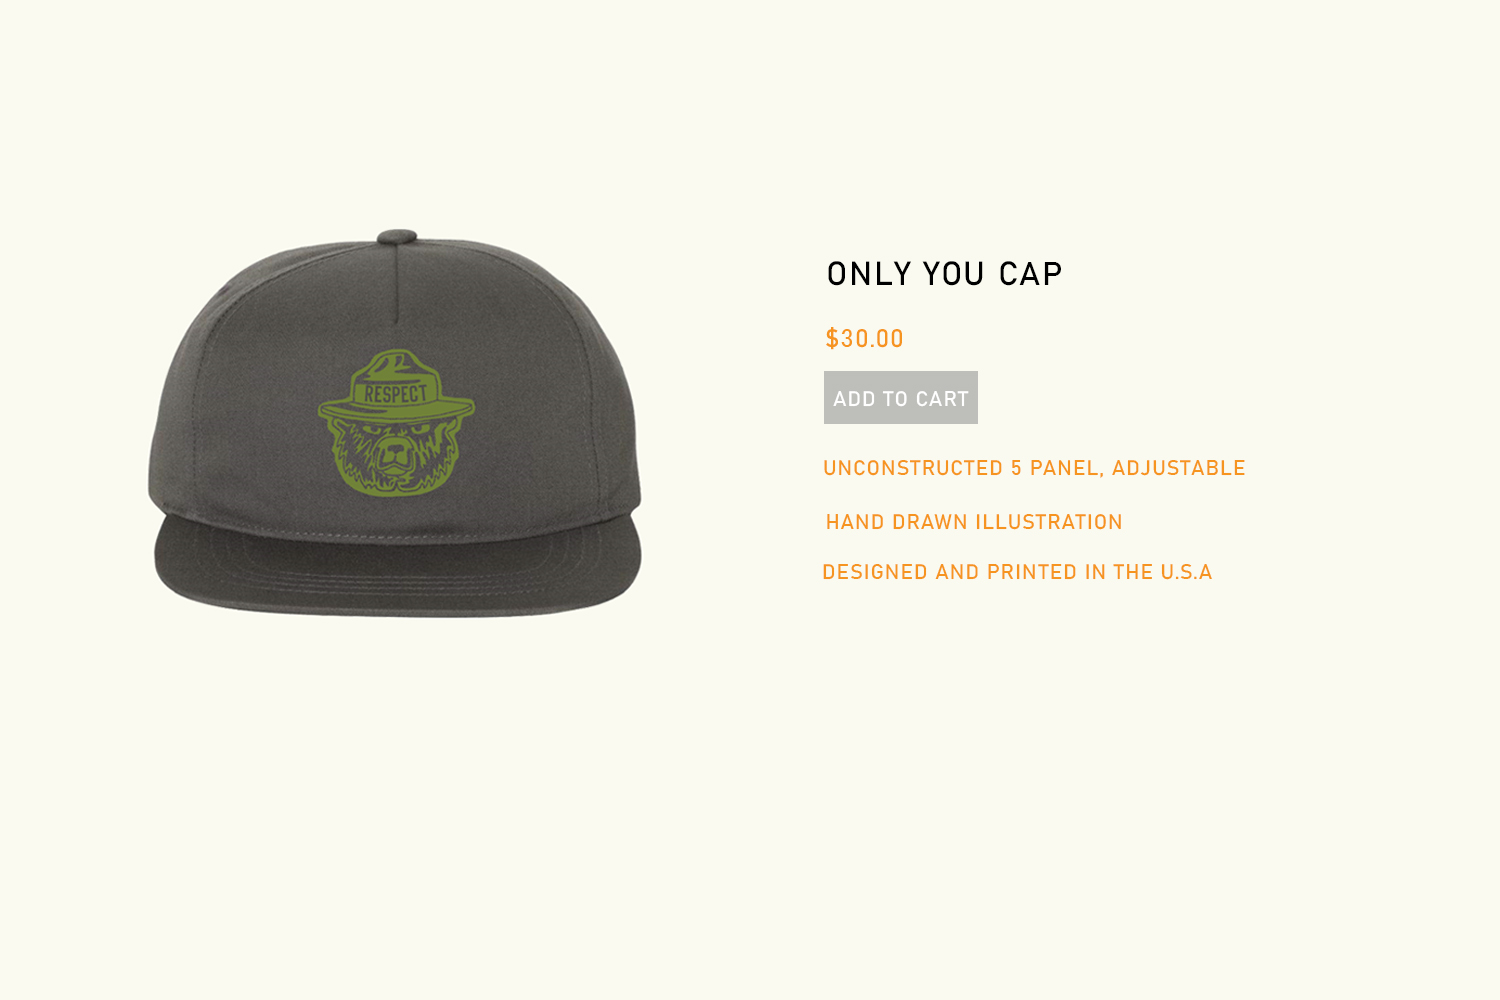 RESPECT
ONLY YOU CAP
$30.00
ADD TO CART
UNCONSTRUCTED 5 PANEL, ADJUSTABLE
HAND DRAWN ILLUSTRATION
DESIGNED AND PRINTED IN THE U.S.A